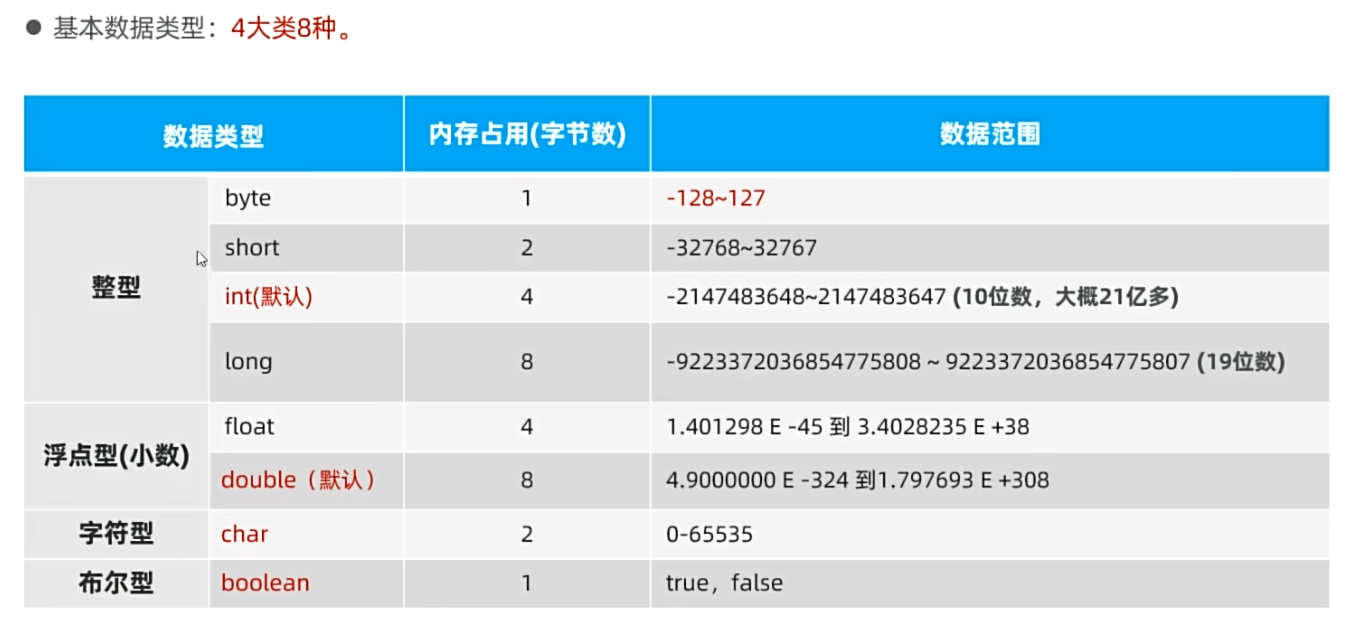 ● 基本数据类型：4大类8种。
数据类型 内存占用(字节数) 数据范围
整型
byte 1 -128~127
short 2 -32768~32767
int(默认) 4 -2147483648~2147483647 (10位数，大概21亿多)
long 8 -9223372036854775808 ~ 9223372036854775807 (19位数)
浮点型(小数)
float 4 1.401298 E -45 到 3.4028235 E +38
double（默认） 8 4.9000000 E -324 到1.797693 E +308
字符型 char 2 0-65535
布尔型 boolean 1 true，false